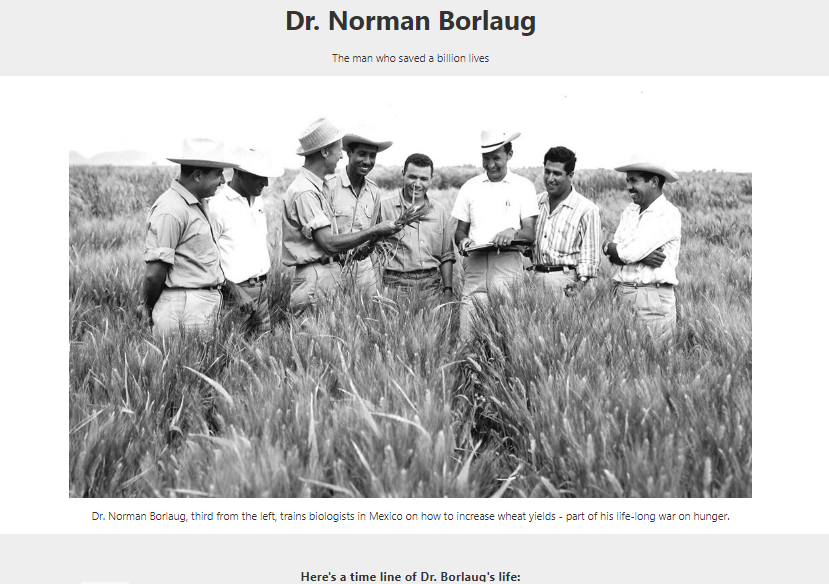 Dr. Norman Borlaug
The man who saved a billion lives
Dr. Norman Borlaug, third from the left, trains biologists in Mexico on how to increase wheat yields - part of his life-long war on hunger.
Here's a time line of Dr. Borlaug's life: